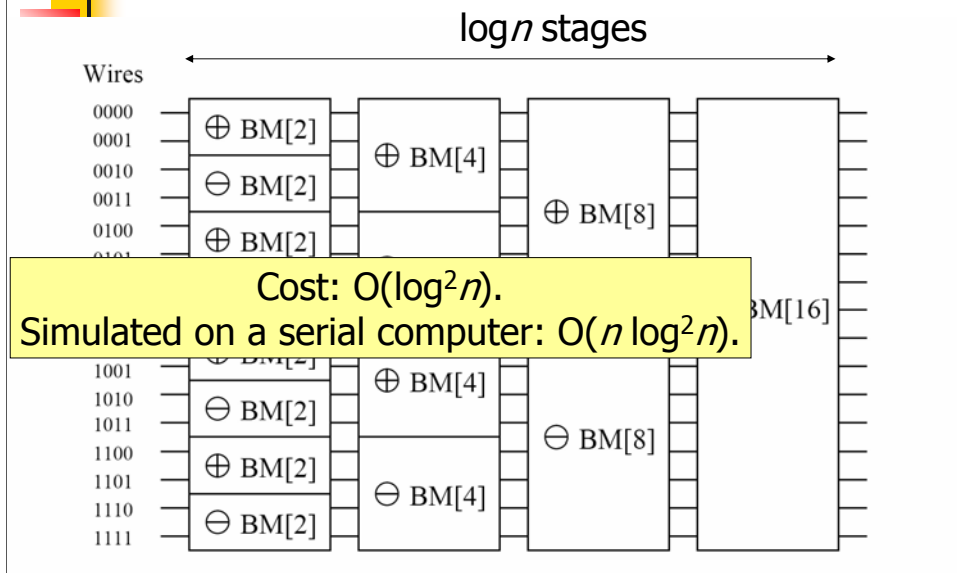 logn stages
Wires
0000
0001
0010
0011
0100
1001
1010
1011
1100
1101
1110
1111
⊕ BM[2]
⊖ BM[2]
⊕ BM[2]
⊖ BM[2]
⊕ BM[2]
⊖ BM[2]
⊕ BM[4]
⊕ BM[4]
⊖ BM[4]
⊕ BM[8]
⊖ BM[8]
BM[16]
Cost: O(log²n).
Simulated on a serial computer: O(n log²n).